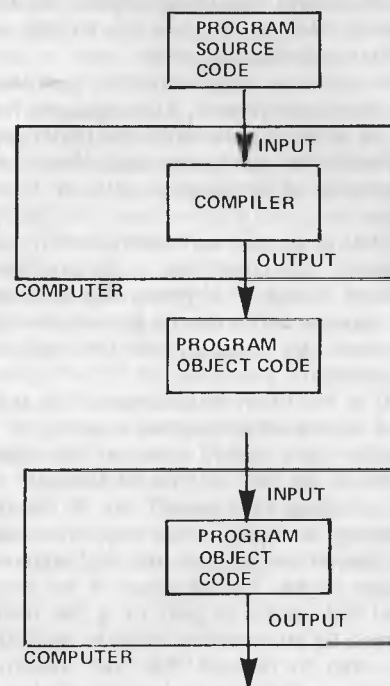 PROGRAM
SOURCE
CODE
INPUT
COMPILER
OUTPUT
COMPUTER
PROGRAM
OBJECT CODE
INPUT
PROGRAM
OBJECT
CODE
OUTPUT
COMPUTER